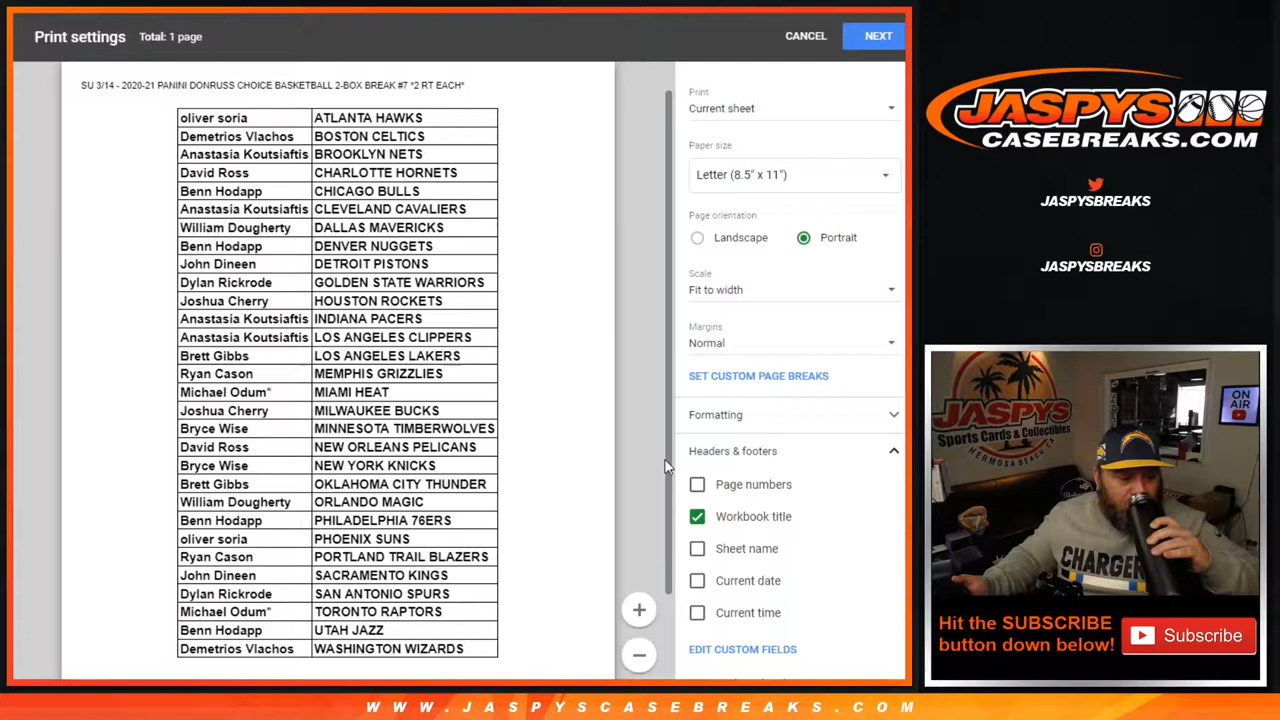 Print settings Total: 1 page CANCEL NEXT
SU 3/14 - 2020-21 PANINI DONRUSS CHOICE BASKETBALL 2-BOX BREAK #7 *2 RT EACH*
oliver soria ATLANTA HAWKS
Demetrios Vlachos BOSTON CELTICS
Anastasia Koutsiaftis BROOKLYN NETS
David Ross CHARLOTTE HORNETS
Benn Hodapp CHICAGO BULLS
Anastasia Koutsiaftis CLEVELAND CAVALIERS
William Dougherty DALLAS MAVERICKS
Benn Hodapp DENVER NUGGETS
John Dineen DETROIT PISTONS
Dylan Rickrode GOLDEN STATE WARRIORS
Joshua Cherry HOUSTON ROCKETS
Anastasia Koutsiaftis INDIANA PACERS
Anastasia Koutsiaftis LOS ANGELES CLIPPERS
Brett Gibbs LOS ANGELES LAKERS
Ryan Cason MEMPHIS GRIZZLIES
Michael Odum* MIAMI HEAT
Joshua Cherry MILWAUKEE BUCKS
Bryce Wise MINNESOTA TIMBERWOLVES
David Ross NEW ORLEANS PELICANS
Bryce Wise NEW YORK KNICKS
Brett Gibbs OKLAHOMA CITY THUNDER
William Dougherty ORLANDO MAGIC
Benn Hodapp PHILADELPHIA 76ERS
oliver soria PHOENIX SUNS
Ryan Cason PORTLAND TRAIL BLAZERS
John Dineen SACRAMENTO KINGS
Dylan Rickrode SAN ANTONIO SPURS
Michael Odum* TORONTO RAPTORS
Benn Hodapp UTAH JAZZ
Demetrios Vlachos WASHINGTON WIZARDS
Print
Current sheet
Paper size
Letter (8.5" x 11")
Page orientation
Landscape Portrait
Scale
Fit to width
Margins
Normal
SET CUSTOM PAGE BREAKS
Formatting
Headers & footers
Page numbers
Workbook title
Sheet name
Current date
Current time
EDIT CUSTOM FIELDS
JASPYS
CASEBREAKS.COM
JASPYSBREAKS
JASPYSBREAKS
JASPYS
Sports Cards & Collectibles
HERMOSA BEACH CA
ON
AIR
CHARGERS
Hit the SUBSCRIBE
button down below!
Subscribe
WWW.JASPYSCASEBREAKS.COM